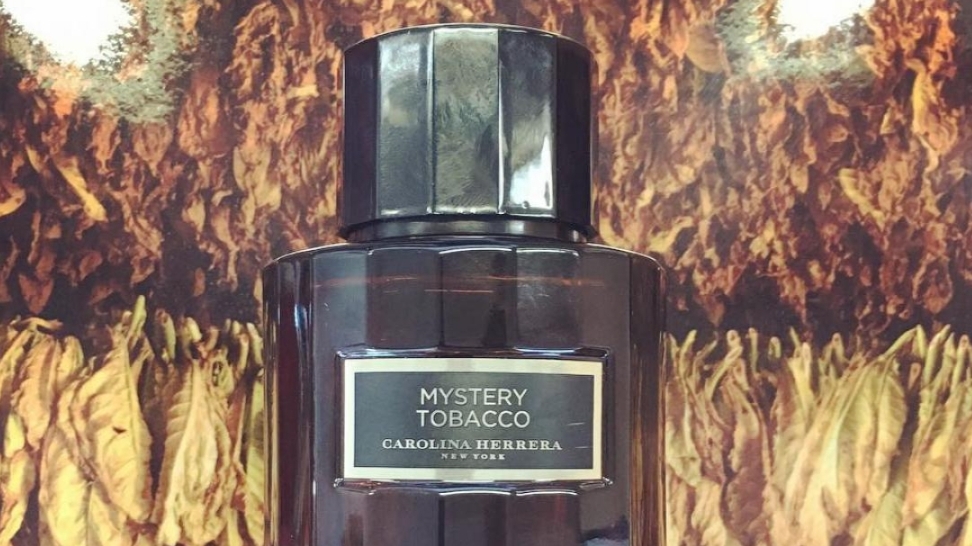 MYSTERY
TOBACCO
CAROLINA HERRERA
NEW YORK